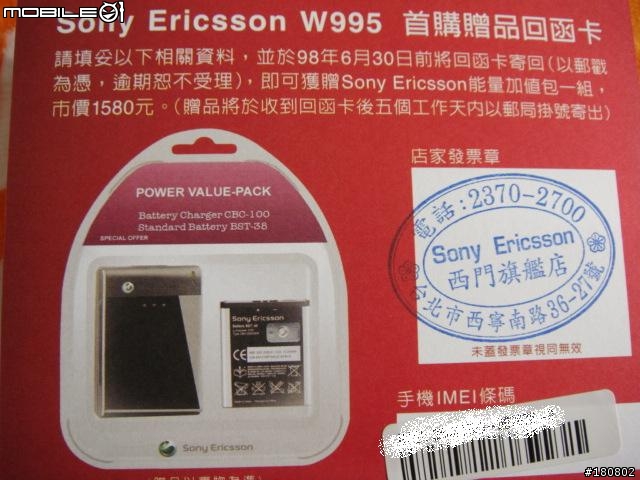 mobile01
Sony Ericsson W995 首購贈品回函卡
請填妥以下相關資料，並於98年6月30日前將回函卡寄回(以郵戳
為憑，逾期恕不受理)，即可獲贈Sony Ericsson能量加值包一組，
市價1580元。(贈品將於收到回函卡後五個工作天內以郵局掛號寄出)
POWER VALUE-PACK
Battery Charger CBC-100
Standard Battery BST-38
SPECIAL OFFER
Sony Ericsson
Sony Ericsson
店家發票章
電話:2370-2700
Sony Ericsson
西門旗艦店
台北市西寧南路36-27號
未蓋發票章視同無效
手機IMEI條碼
#180802